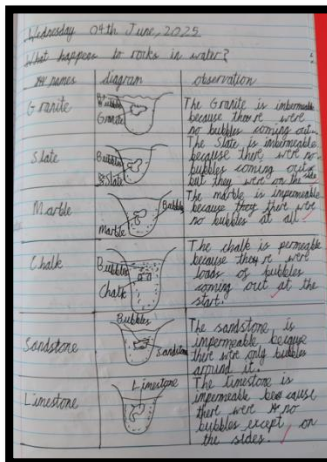 Wednesday 04th June, 2025
What happens to rocks in water?
names diagram observation
Granite
Granite
The Granite is imbermeable
because there were
no bubbles coming out.
Slate
Bubbles
Slate
The Slate is imbermeable
because there were no
bubbles coming out
but they were on the side
Marble
Bubbles
Marble
The marble is impermeable
because there were
no bubbles at all.
Chalk
Bubbles
Chalk
The chalk is permeable
because they're were
loads of bubbles
coming out at the
start.
Sandstone
Bubbles
The sandstone is
impermeable because
there were only bubbles
around it.
Limestone
Limestone
The limestone is
impermeable because
there were no
bubbles except on
the sides.